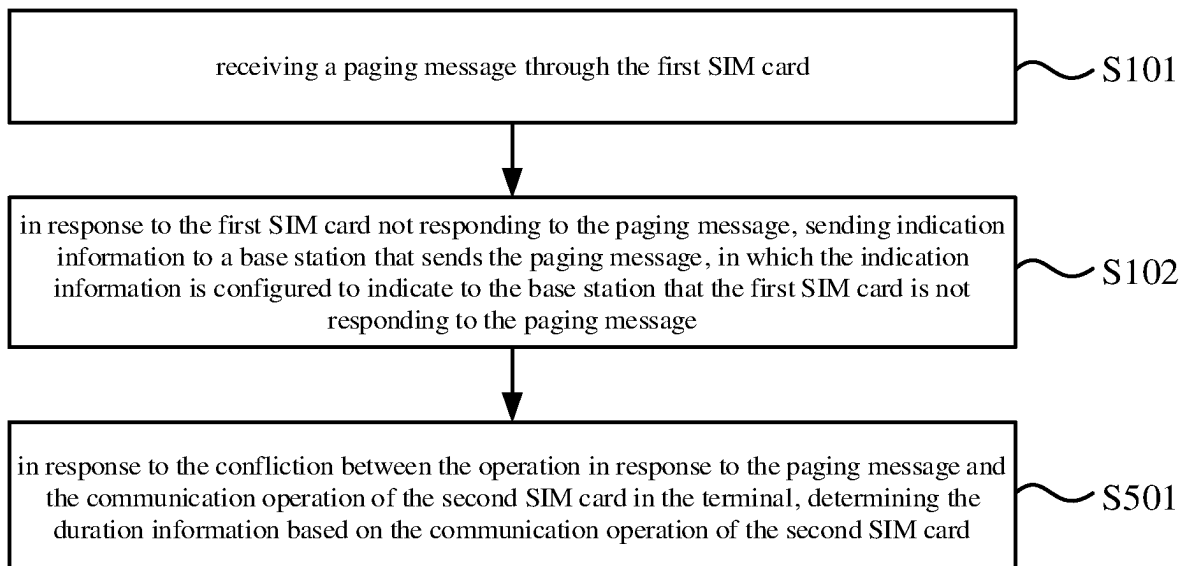 receiving a paging message through the first SIM card
S101
in response to the first SIM card not responding to the paging message, sending indication
information to a base station that sends the paging message, in which the indication
information is configured to indicate to the base station that the first SIM card is not
responding to the paging message
S102
in response to the confliction between the operation in response to the paging message and
the communication operation of the second SIM card in the terminal, determining the
duration information based on the communication operation of the second SIM card
S501